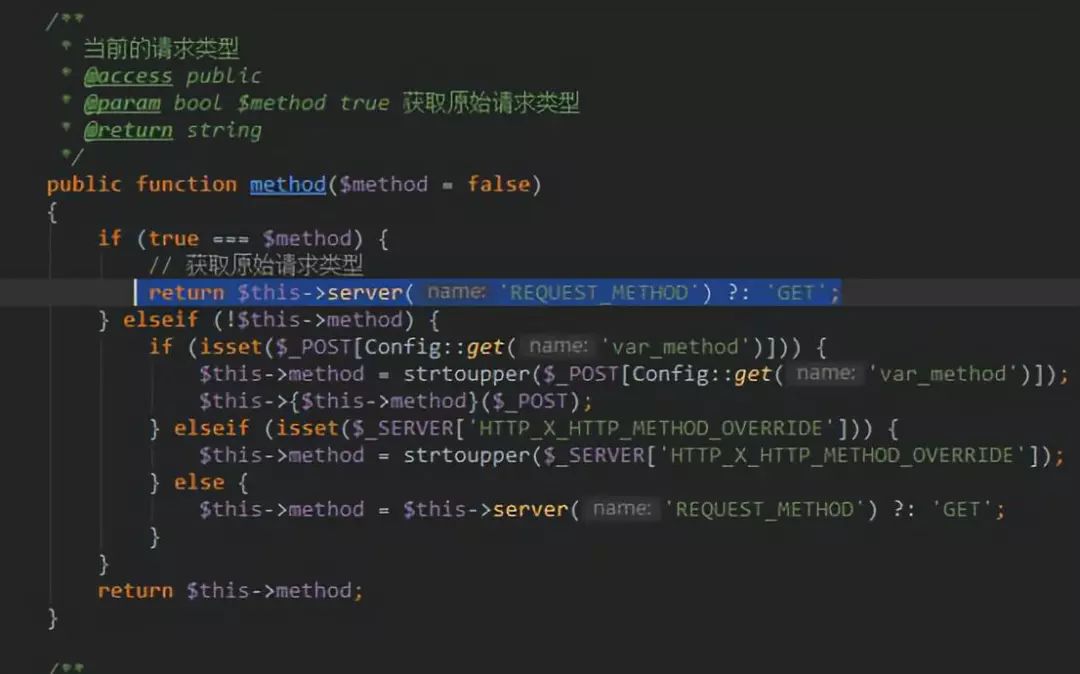 /**
* 当前的请求类型
* @access public
* @param bool $method true 获取原始请求类型
* @return string
*/
public function method($method = false)
{
if (true === $method) {
// 获取原始请求类型
return $this->server( name: 'REQUEST_METHOD') ?: 'GET';
} elseif (!$this->method) {
if (isset($_POST[Config::get( name: 'var_method')])) {
$this->method = strtoupper($_POST[Config::get( name: 'var_method')]);
$this->{$this->method}($_POST);
} elseif (isset($_SERVER['HTTP_X_HTTP_METHOD_OVERRIDE'])) {
$this->method = strtoupper($_SERVER['HTTP_X_HTTP_METHOD_OVERRIDE']);
} else {
$this->method = $this->server( name: 'REQUEST_METHOD') ?: 'GET';
}
}
return $this->method;
}
/**